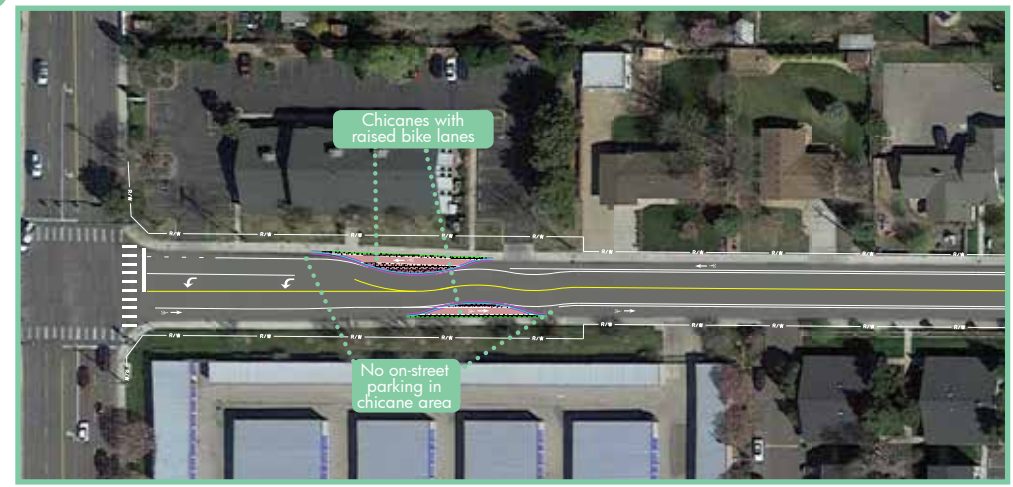 Chicanes with
raised bike lanes
R/W
R/W R/W R/W R/W R/W
R/W R/W R/W R/W R/W
R/W R/W R/W R/W R/W
R/W R/W R/W R/W R/W
R/W
No on-street
parking in
chicane area